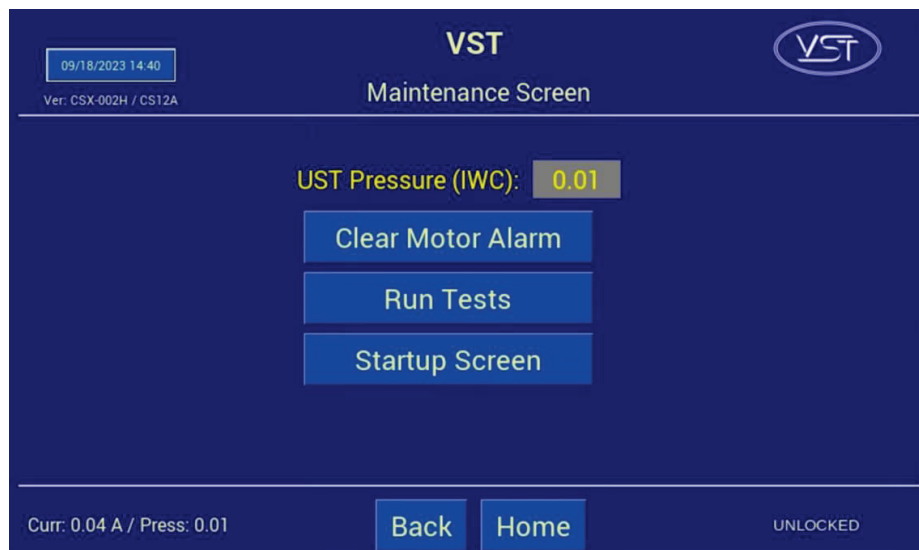 VST
VST
09/18/2023 14:40
Maintenance Screen
Ver: CSX-002H / CS12A
UST Pressure (IWC): 0.01
Clear Motor Alarm
Run Tests
Startup Screen
Curr: 0.04 A / Press: 0.01
Back
Home
UNLOCKED